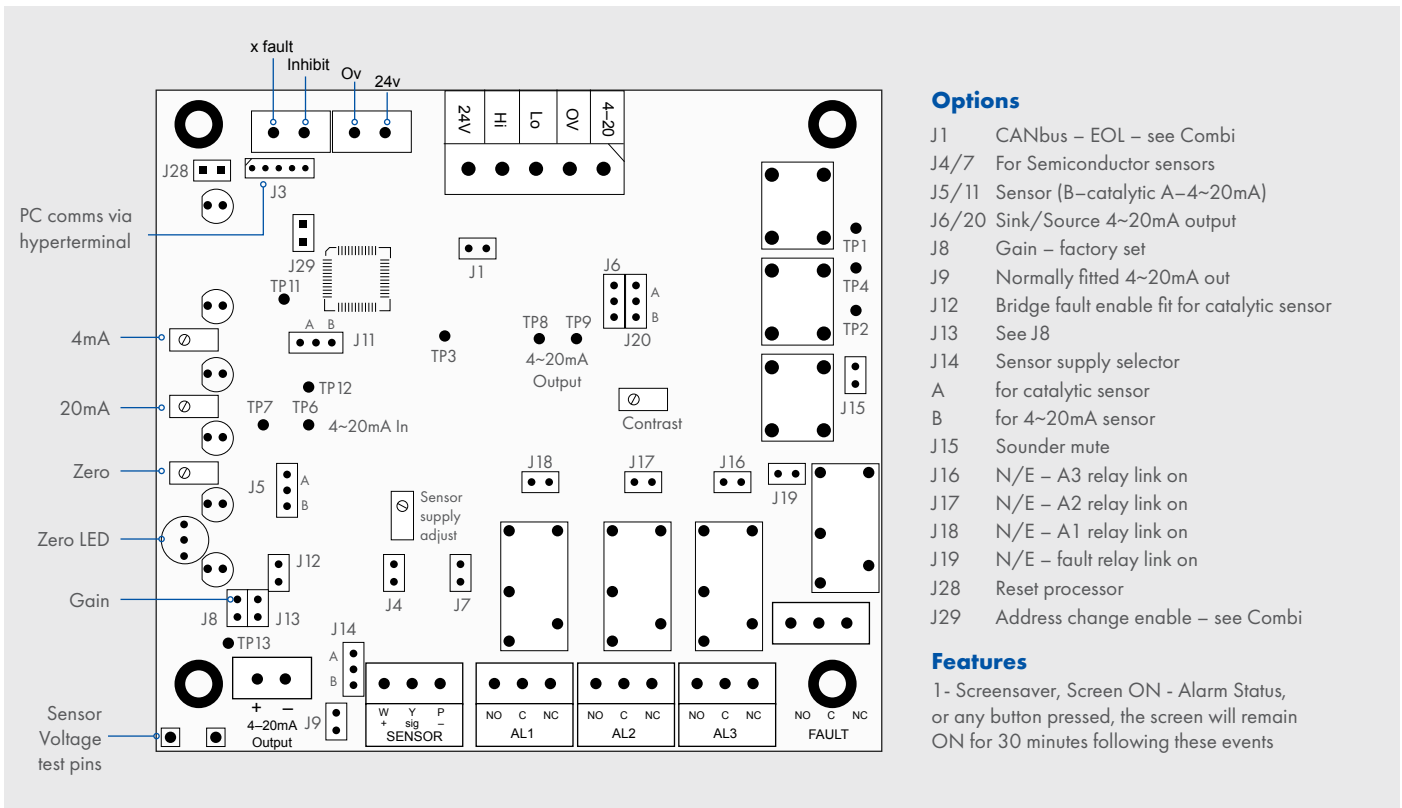 x fault
Inhibit
Ov
24v
24V
Hi
Lo
OV
4–20
J28
J3
PC comms via
hyperterminal
J29
J1
TP11
J6
A
B
J20
TP1
TP4
TP2
4mA
A B
J11
TP3
TP8 TP9
4~20mA
Output
TP12
J15
20mA
TP7 TP6
4~20mA In
Contrast
Zero
J5
A
B
J18
J17
J16
J19
Sensor
supply
adjust
Zero LED
J12
J4
J7
Gain
J8
J13
TP13
J14
A
B
+ –
4–20mA
Output
J9
W Y P
+ sig –
SENSOR
NO C NC
AL1
NO C NC
AL2
NO C NC
AL3
NO C NC
FAULT
Sensor
Voltage
test pins
Options
J1 CANbus – EOL – see Combi
J4/7 For Semiconductor sensors
J5/11 Sensor (B–catalytic A–4~20mA)
J6/20 Sink/Source 4~20mA output
J8 Gain – factory set
J9 Normally fitted 4~20mA out
J12 Bridge fault enable fit for catalytic sensor
J13 See J8
J14 Sensor supply selector
A for catalytic sensor
B for 4~20mA sensor
J15 Sounder mute
J16 N/E – A3 relay link on
J17 N/E – A2 relay link on
J18 N/E – A1 relay link on
J19 N/E – fault relay link on
J28 Reset processor
J29 Address change enable – see Combi
Features
1- Screensaver, Screen ON - Alarm Status,
or any button pressed, the screen will remain
ON for 30 minutes following these events